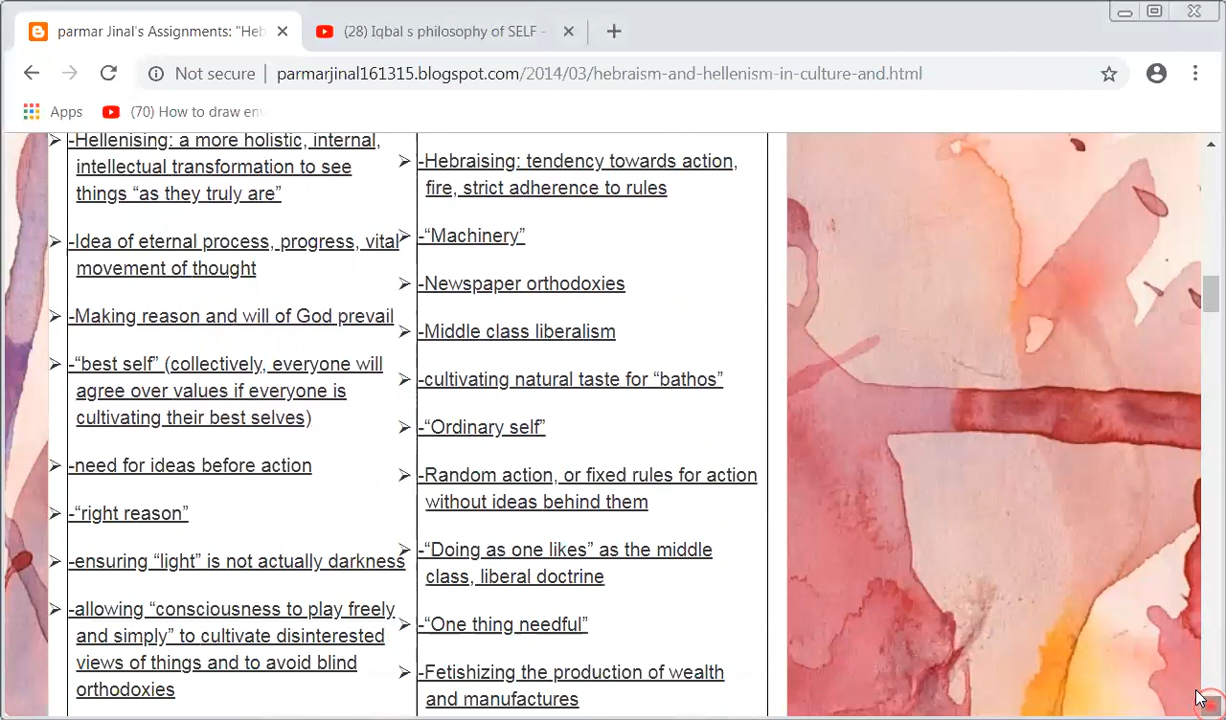 parmar Jinal's Assignments: "Heb
(28) Iqbal s philosophy of SELF -
Not secure
parmarjinal161315.blogspot.com/2014/03/hebraism-and-hellenism-in-culture-and.html
Apps
(70) How to draw en
-Hellenising: a more holistic, internal,
intellectual transformation to see
things “as they truly are”
-Idea of eternal process, progress, vital
movement of thought
-Making reason and will of God prevail
-“best self” (collectively, everyone will
agree over values if everyone is
cultivating their best selves)
-need for ideas before action
-“right reason”
-ensuring “light” is not actually darkness
-allowing “consciousness to play freely
and simply” to cultivate disinterested
views of things and to avoid blind
orthodoxies
-Hebraising: tendency towards action,
fire, strict adherence to rules
-“Machinery”
-Newspaper orthodoxies
-Middle class liberalism
-cultivating natural taste for “bathos”
-“Ordinary self”
-Random action, or fixed rules for action
without ideas behind them
-“Doing as one likes” as the middle
class, liberal doctrine
-“One thing needful”
-Fetishizing the production of wealth
and manufactures